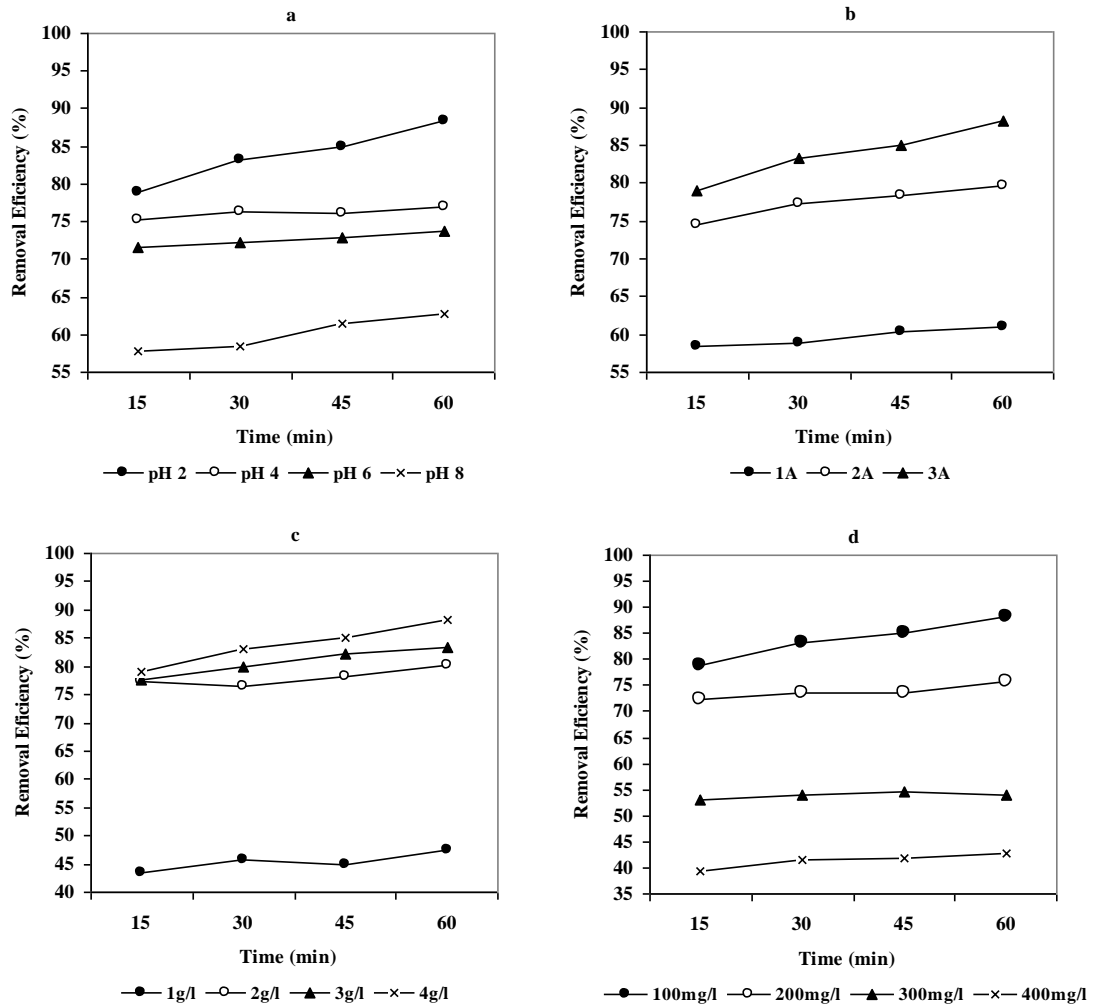 a
Removal Eficiency (%)
100
95
90
85
80
75
70
65
60
55
15 30 45 60
Time (min)
pH 2 pH 4 pH 6 pH 8
b
Removal Eficiency (%)
100
95
90
85
80
75
70
65
60
55
15 30 45 60
Time (min)
1A 2A 3A
c
Removal Eficiency (%)
100
95
90
85
80
75
70
65
60
55
50
45
40
15 30 45 60
Time (min)
1g/l 2g/l 3g/l 4g/l
d
Removal Eficiency (%)
100
95
90
85
80
75
70
65
60
55
50
45
40
35
15 30 45 60
Time (min)
100mg/l 200mg/l 300mg/l 400mg/l